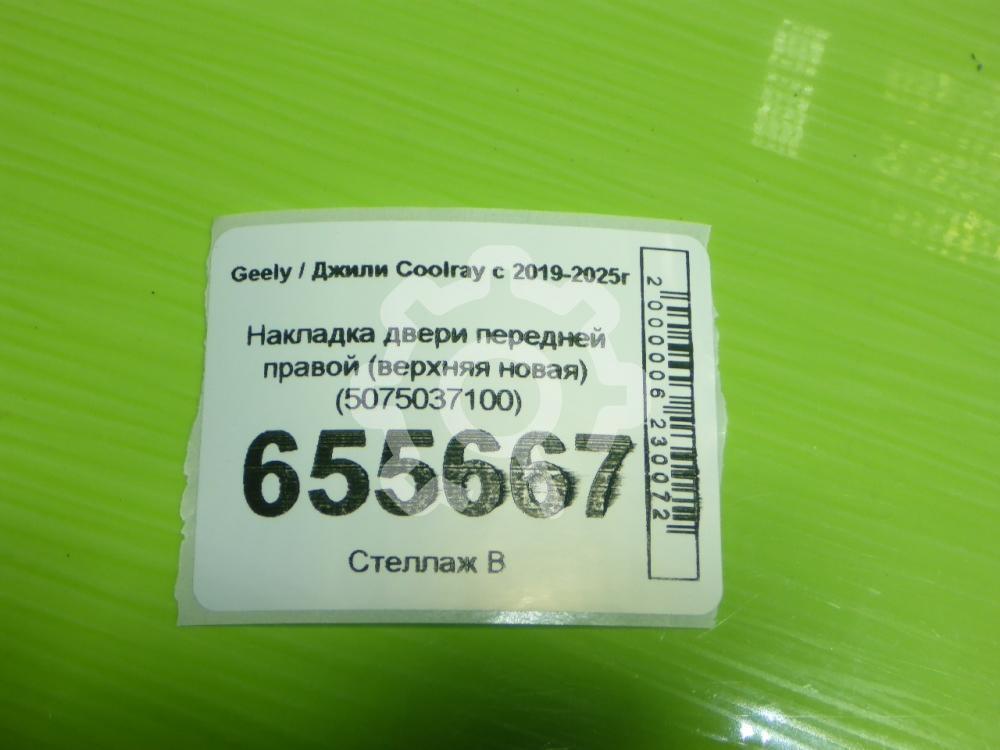 Geely / Джили Coolray с 2019-2025г
Накладка двери передней
правой (верхняя новая)
(5075037100)
655667
Стеллаж В
2 000006 230072